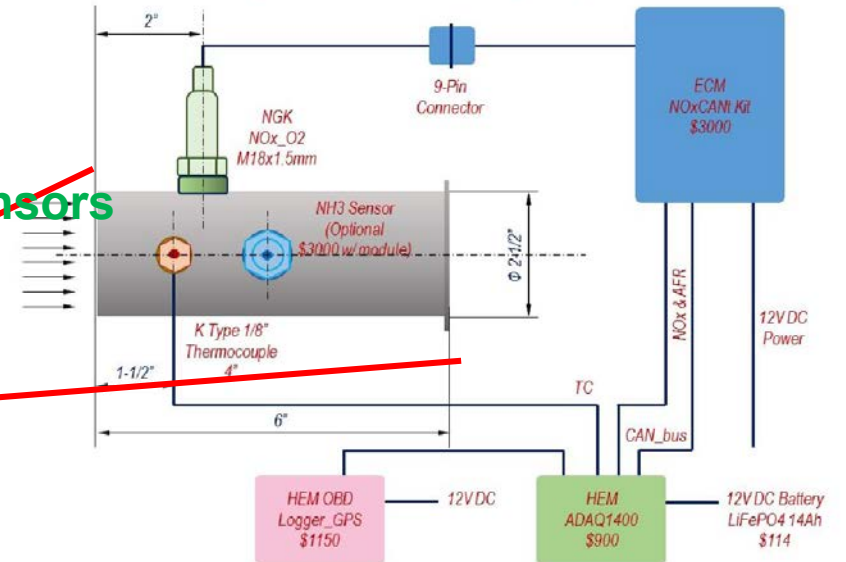 2"
9-Pin
Connector
ECM
NOxCANt Kit
$3000
NGK
NOx_O2
M18x1.5mm
nsors
NH3 Sensor
(Optional
$3000 w/ module)
Φ 2-1/2"
NOx & AFR
12V DC
Power
K Type 1/8"
Thermocouple
4"
1-1/2"
TC
6"
CAN_bus
HEM OBD
Logger_GPS
$1150
12V DC
HEM
ADAQ1400
$900
12V DC Battery
LiFePO4 14Ah
$114